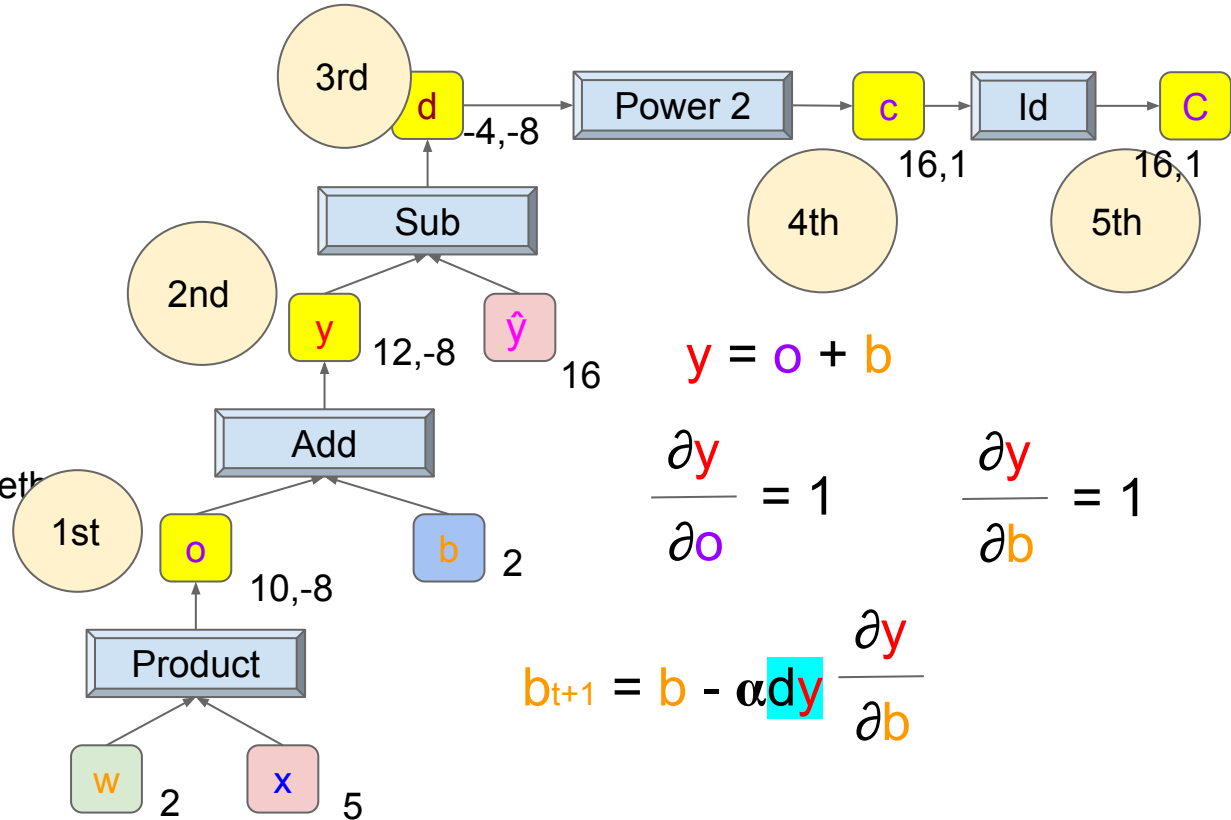 3rd
d
-4,-8
Power 2
c
16,1
Id
C
16,1
4th
5th
Sub
2nd
y
12,-8
ŷ
16
y = o + b
Add
∂y
∂o
= 1
∂y
∂b
= 1
1st
o
10,-8
b
2
Product
bt+1 = b - αdy
∂y
∂b
w
2
x
5